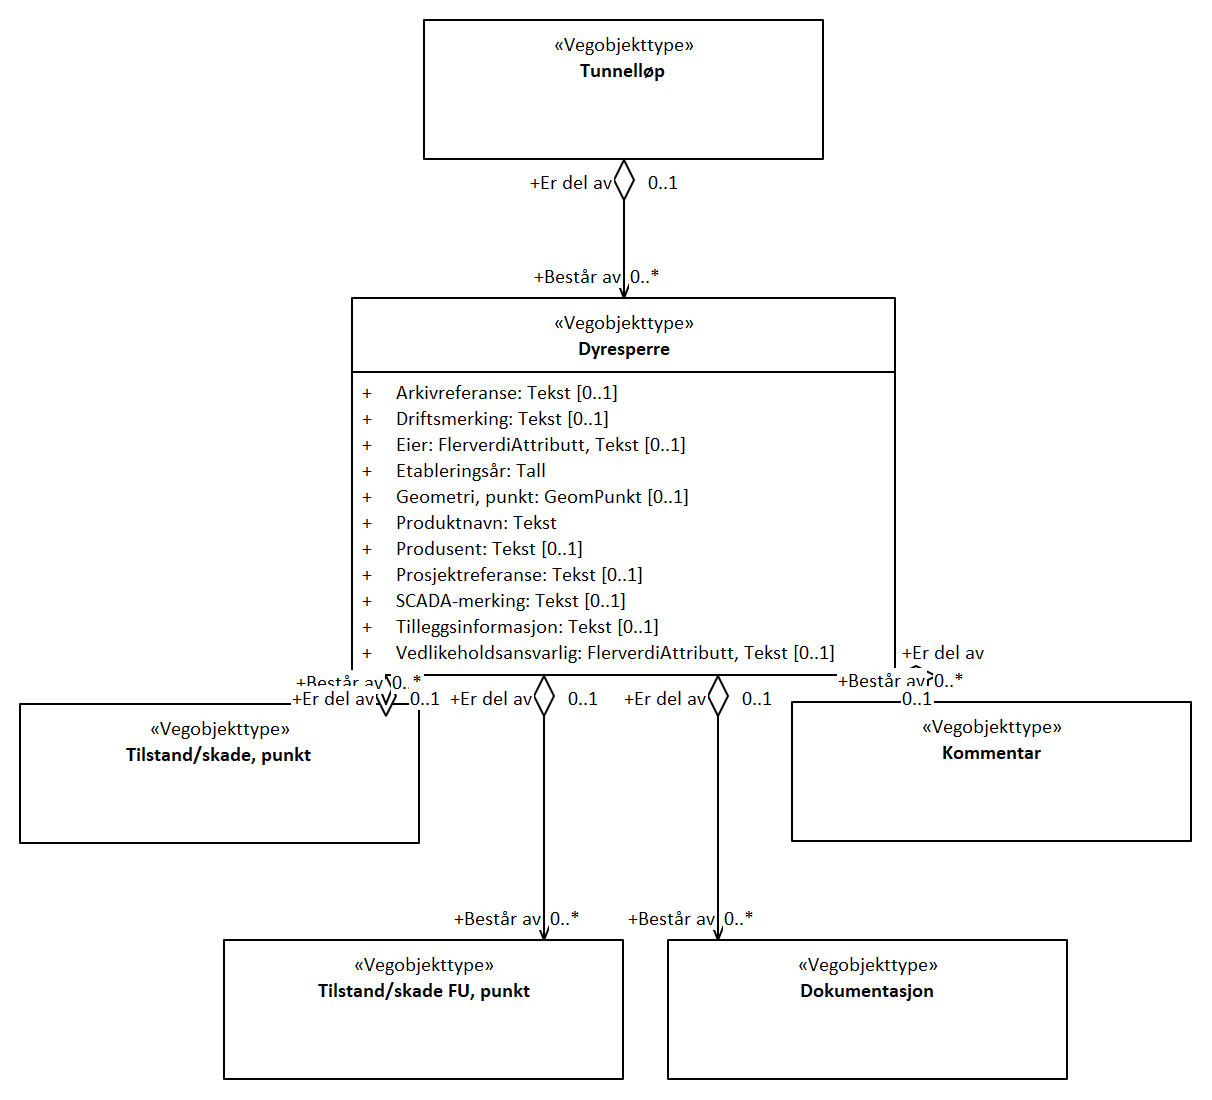 «Vegobjekttype»
Tunnelløp
+Er del av 0..1
+Består av 0..*
«Vegobjekttype»
Dyresperre
+ Arkivreferanse: Tekst [0..1]
+ Driftsmerking: Tekst [0..1]
+ Eier: FlerverdiAttributt, Tekst [0..1]
+ Etableringsår: Tall
+ Geometri, punkt: GeomPunkt [0..1]
+ Produktnavn: Tekst
+ Produsent: Tekst [0..1]
+ Prosjektreferanse: Tekst [0..1]
+ SCADA-merking: Tekst [0..1]
+ Tilleggsinformasjon: Tekst [0..1]
+ Vedlikeholdsansvarlig: FlerverdiAttributt, Tekst [0..1]
+Er del av
+Består av 0..*
+Består av 0..*
+Er del av 0..1
+Er del av 0..1
+Er del av 0..1
0..1
«Vegobjekttype»
Tilstand/skade, punkt
«Vegobjekttype»
Kommentar
+Består av 0..*
+Består av 0..*
«Vegobjekttype»
Tilstand/skade FU, punkt
«Vegobjekttype»
Dokumentasjon